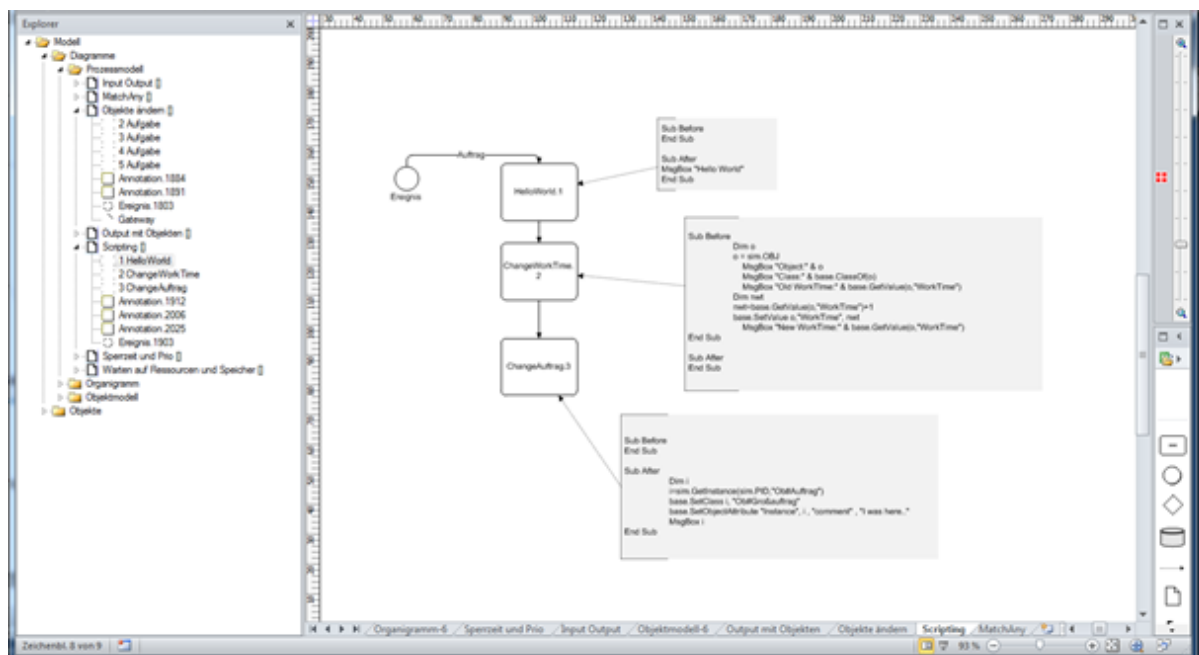 Explorer
Modell
Diagramme
Prozessmodell
Input Output []
MatchAny []
Objekte ändern []
2 Aufgabe
3 Aufgabe
4 Aufgabe
5 Aufgabe
Annotation.1884
Annotation.1891
Ereignis.1803
Gateway
Output mit Objekten []
Scripting []
1 HelloWorld
2 ChangeWorkTime
3 ChangeAuftrag
Annotation.1912
Annotation.2006
Annotation.2025
Ereignis.1903
Sperrzeit und Prio []
Warten auf Ressourcen und Speicher []
Organigramm
Objektmodell
Objekte
Auftrag
Ereignis
HelloWorld.1
Sub Before
End Sub
Sub After
MsgBox "Hello World"
End Sub
ChangeWorkTime.
2
Sub Before
Dim o
o = sim.OBJ
MsgBox "Object:" & o
MsgBox "Class:" & base.ClassOf(o)
MsgBox "Old WorkTime:" & base.GetValue(o,"WorkTime")
Dim nwt
nwt=base.GetValue(o,"WorkTime")+1
base.SetValue o,"WorkTime", nwt
MsgBox "New WorkTime:" & base.GetValue(o,"WorkTime")
End Sub
Sub After
End Sub
ChangeAuftrag.3
Sub Before
End Sub
Sub After
Dim i
i=sim.GetInstance(sim.PID,"Obt#Auftrag")
base.SetClass i, "Obt#Großauftrag"
base.SetObjectAttribute "Instance", i , "comment" , "I was here.."
MsgBox i
End Sub
Organigramm-6
Sperrzeit und Prio
Input Output
Objektmodell-6
Output mit Objekten
Objekte ändern
Scripting
MatchAny
Zeichenbl. 8 von 9
93 %